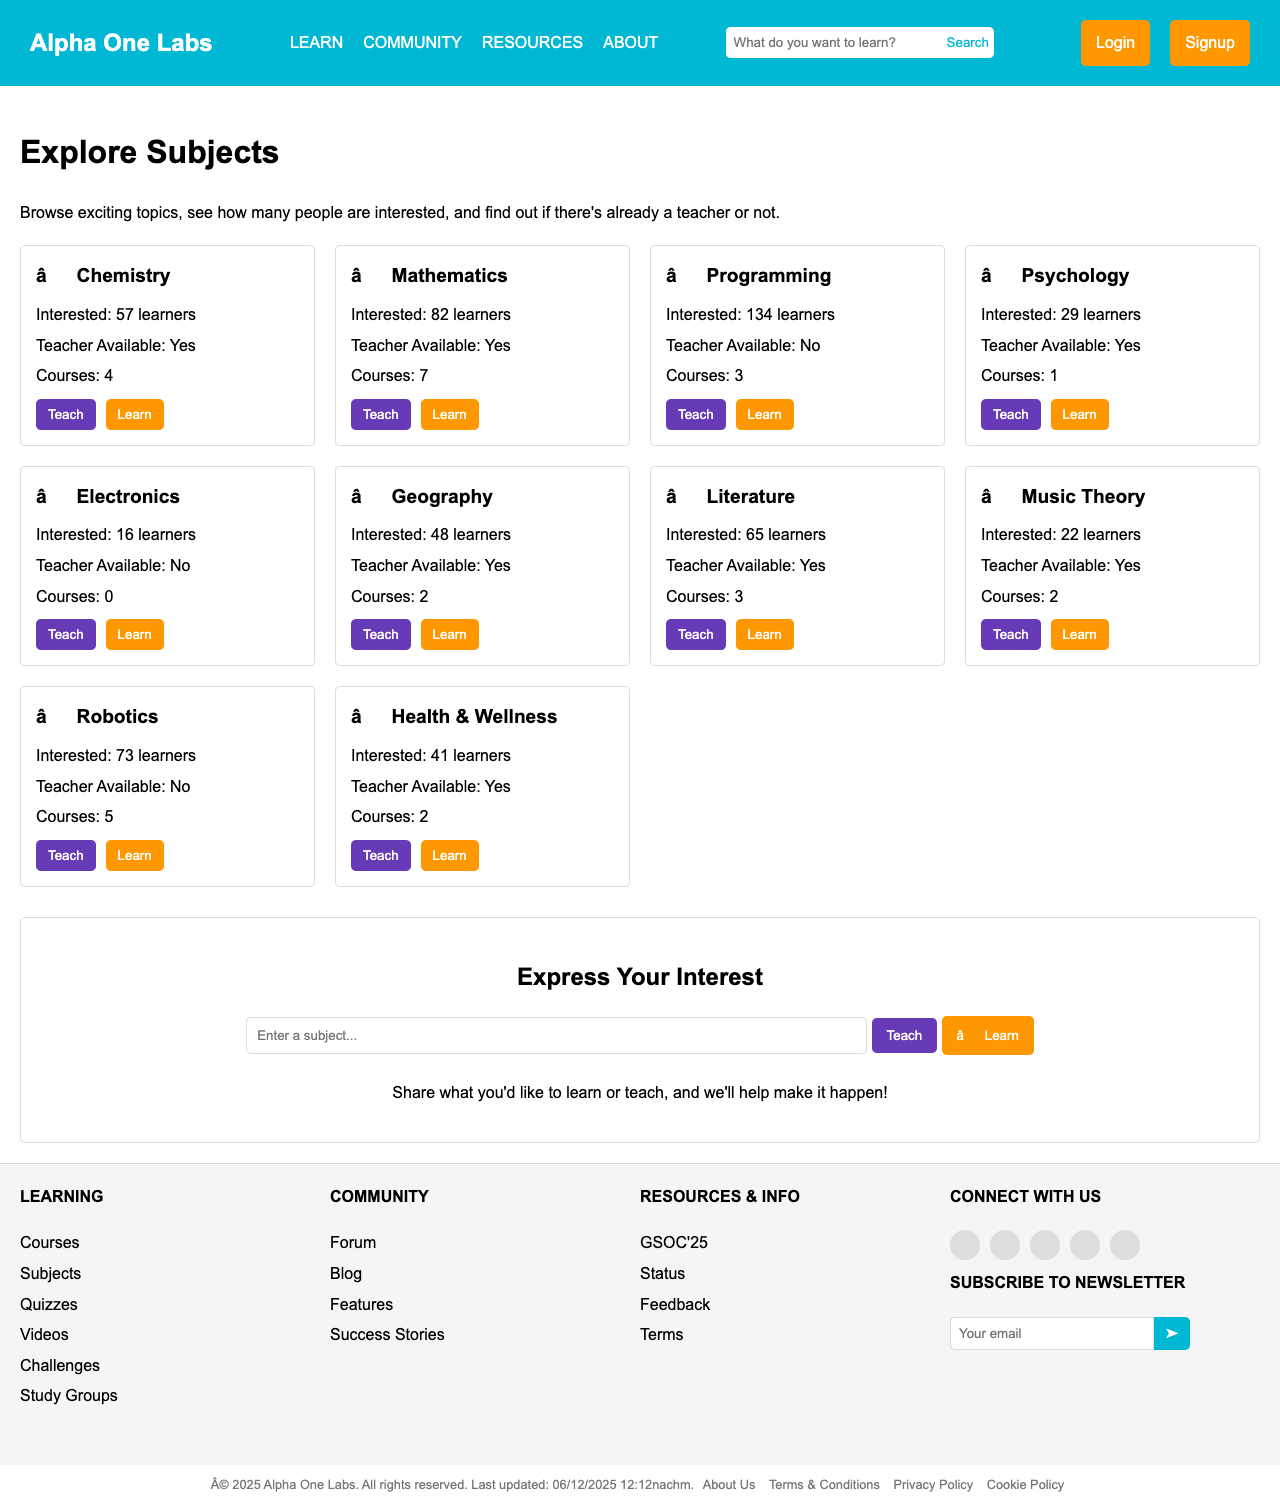 Alpha One Labs LEARN COMMUNITY RESOURCES ABOUT What do you want to learn? Search Login Signup
Explore Subjects
Browse exciting topics, see how many people are interested, and find out if there's already a teacher or not.
â Chemistry
Interested: 57 learners
Teacher Available: Yes
Courses: 4
Teach Learn
â Mathematics
Interested: 82 learners
Teacher Available: Yes
Courses: 7
Teach Learn
â Programming
Interested: 134 learners
Teacher Available: No
Courses: 3
Teach Learn
â Psychology
Interested: 29 learners
Teacher Available: Yes
Courses: 1
Teach Learn
â Electronics
Interested: 16 learners
Teacher Available: No
Courses: 0
Teach Learn
â Geography
Interested: 48 learners
Teacher Available: Yes
Courses: 2
Teach Learn
â Literature
Interested: 65 learners
Teacher Available: Yes
Courses: 3
Teach Learn
â Music Theory
Interested: 22 learners
Teacher Available: Yes
Courses: 2
Teach Learn
â Robotics
Interested: 73 learners
Teacher Available: No
Courses: 5
Teach Learn
â Health & Wellness
Interested: 41 learners
Teacher Available: Yes
Courses: 2
Teach Learn
Express Your Interest
Enter a subject... Teach â Learn
Share what you'd like to learn or teach, and we'll help make it happen!
LEARNING
Courses
Subjects
Quizzes
Videos
Challenges
Study Groups
COMMUNITY
Forum
Blog
Features
Success Stories
RESOURCES & INFO
GSOC'25
Status
Feedback
Terms
CONNECT WITH US
SUBSCRIBE TO NEWSLETTER
Your email ➤
Â© 2025 Alpha One Labs. All rights reserved. Last updated: 06/12/2025 12:12nachm. About Us Terms & Conditions Privacy Policy Cookie Policy